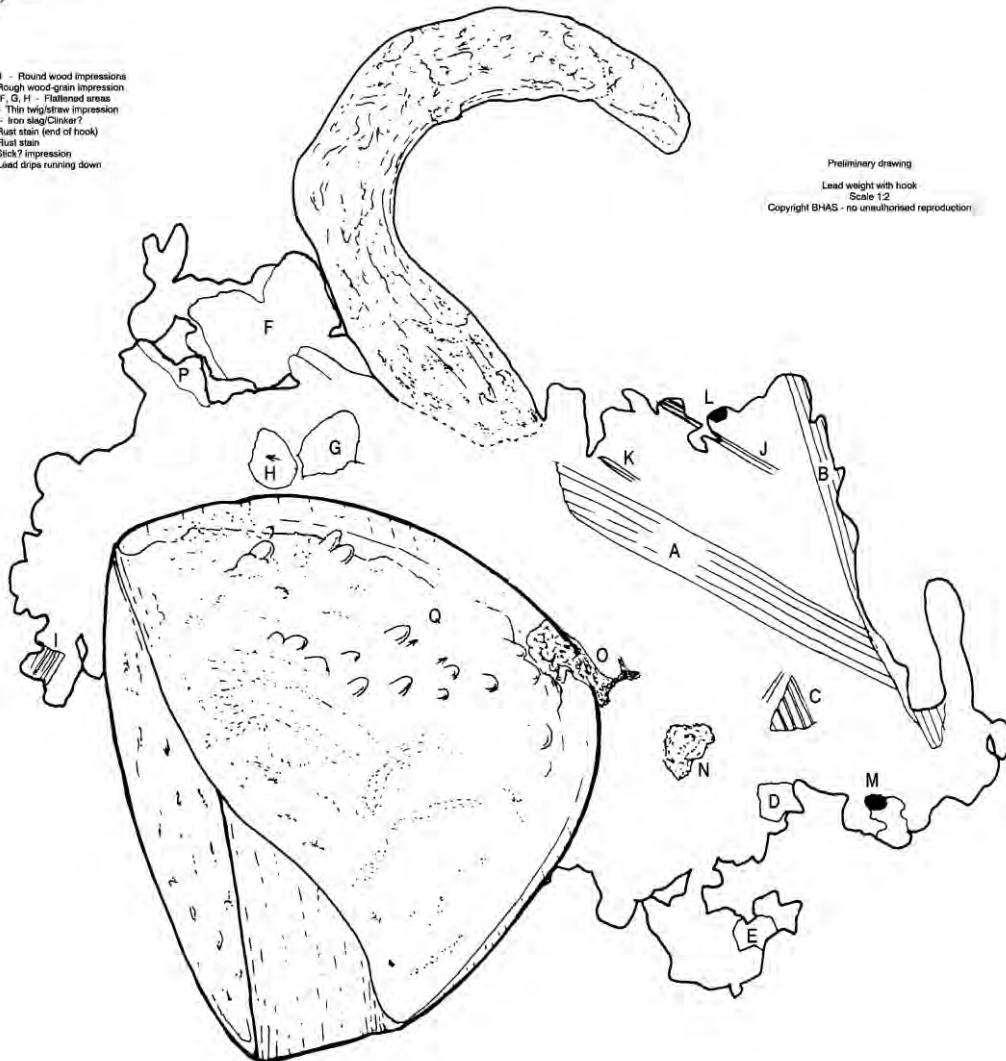 - Round wood impressions
Rough wood-grain impression
F, G, H - Flattened areas
- Thin twig/straw impression
- Iron slag/Clinker?
Rust stain (end of hook)
Rust stain
Stick? impression
Lead drips running down
Preliminary drawing
Lead weight with hook
Scale 1:2
Copyright BHAS - no unauthorised reproduction
F
P
L
G
H
K
J
B
A
Q
I
O
C
N
D
M
E